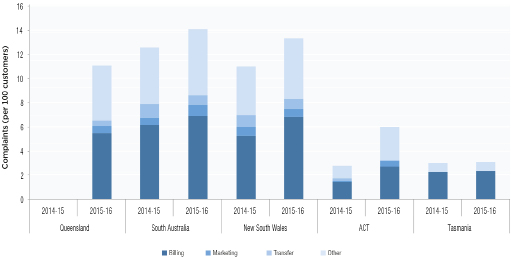 Complaints (per 100 customers)
16
14
12
10
8
6
4
2
0
2014-15 2015-16 2014-15 2015-16 2014-15 2015-16 2014-15 2015-16 2014-15 2015-16
Queensland South Australia New South Wales ACT Tasmania
Billing Marketing Transfer Other